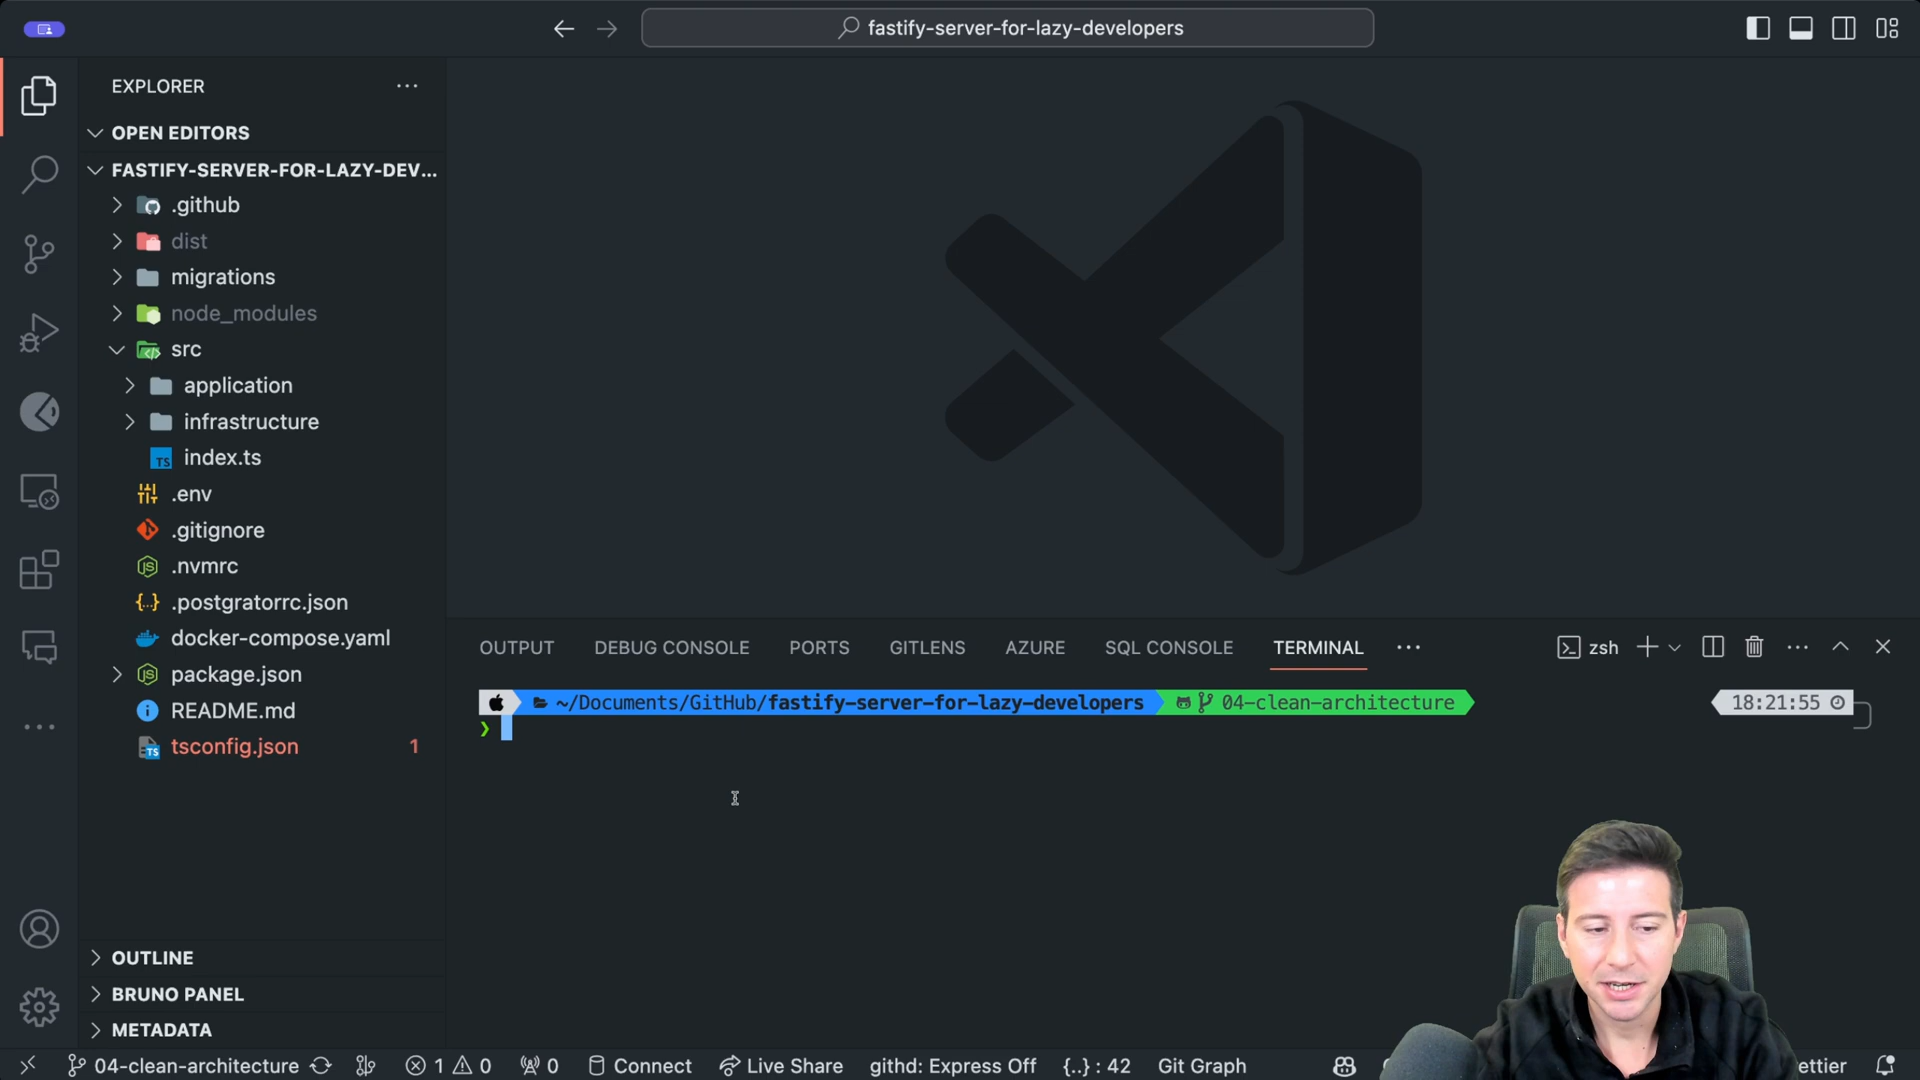 fastify-server-for-lazy-developers
EXPLORER
OPEN EDITORS
FASTIFY-SERVER-FOR-LAZY-DEV...
.github
dist
migrations
node_modules
src
application
infrastructure
TS index.ts
.env
.gitignore
.nvmrc
{...} .postgratorrc.json
docker-compose.yaml
package.json
README.md
TS tsconfig.json 1
OUTLINE
BRUNO PANEL
METADATA
OUTPUT DEBUG CONSOLE PORTS GITLENS AZURE SQL CONSOLE TERMINAL ... zsh
~/Documents/GitHub/fastify-server-for-lazy-developers 04-clean-architecture 18:21:55
❯
04-clean-architecture 1 0 0 Connect Live Share githd: Express Off {..} : 42 Git Graph ettier